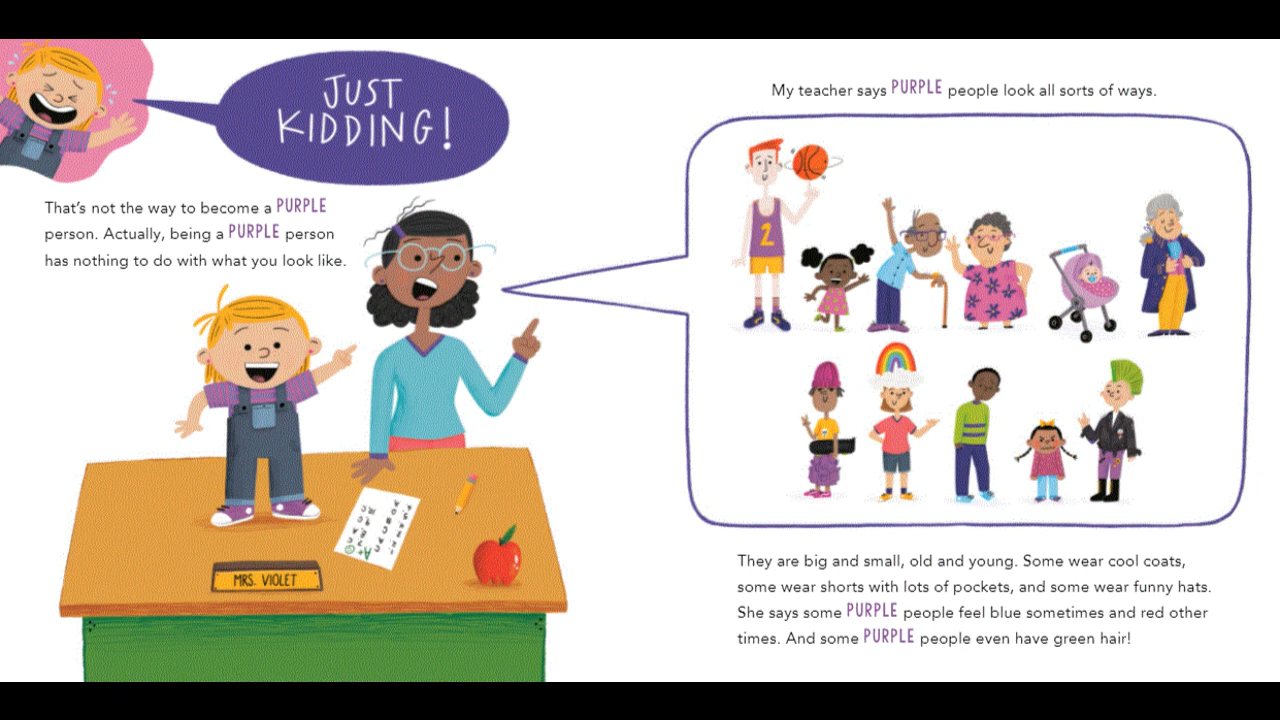 JUST
KIDDING!
That's not the way to become a PURPLE
person. Actually, being a PURPLE person
has nothing to do with what you look like.
A+
MRS. VIOLET
My teacher says PURPLE people look all sorts of ways.
2
They are big and small, old and young. Some wear cool coats,
some wear shorts with lots of pockets, and some wear funny hats.
She says some PURPLE people feel blue sometimes and red other
times. And some PURPLE people even have green hair!